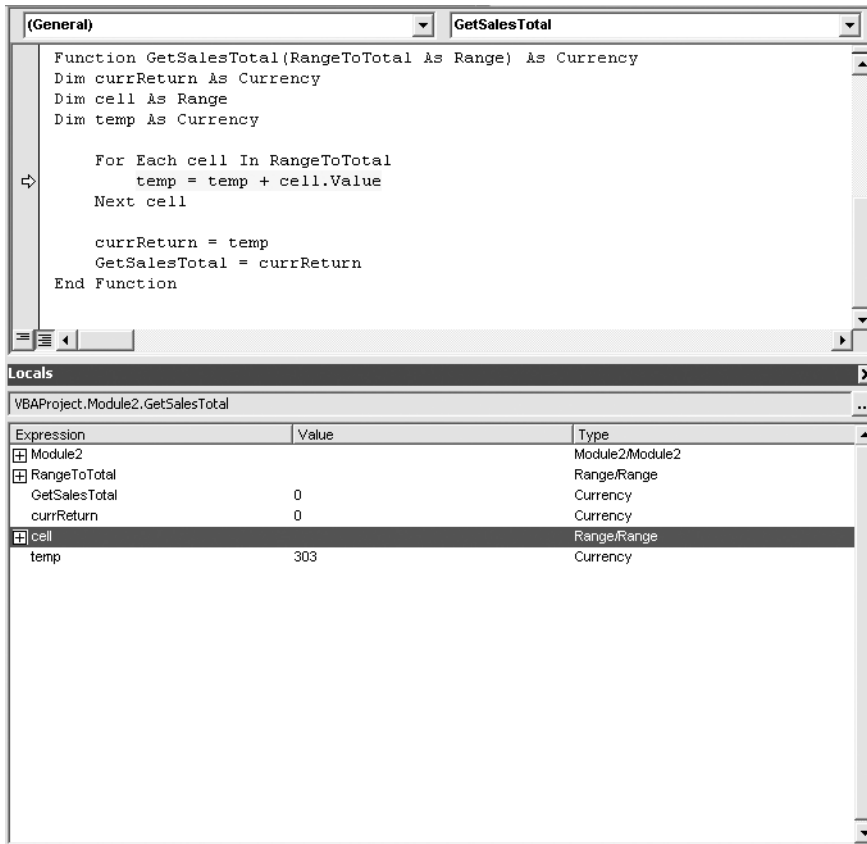 (General) GetSalesTotal
Function GetSalesTotal(RangeToTotal As Range) As Currency
Dim currReturn As Currency
Dim cell As Range
Dim temp As Currency
For Each cell In RangeToTotal
temp = temp + cell.Value
Next cell
currReturn = temp
GetSalesTotal = currReturn
End Function
Locals
VBAProject.Module2.GetSalesTotal ...
Expression Value Type
Module2 Module2/Module2
RangeToTotal Range/Range
GetSalesTotal 0 Currency
currReturn 0 Currency
cell Range/Range
temp 303 Currency